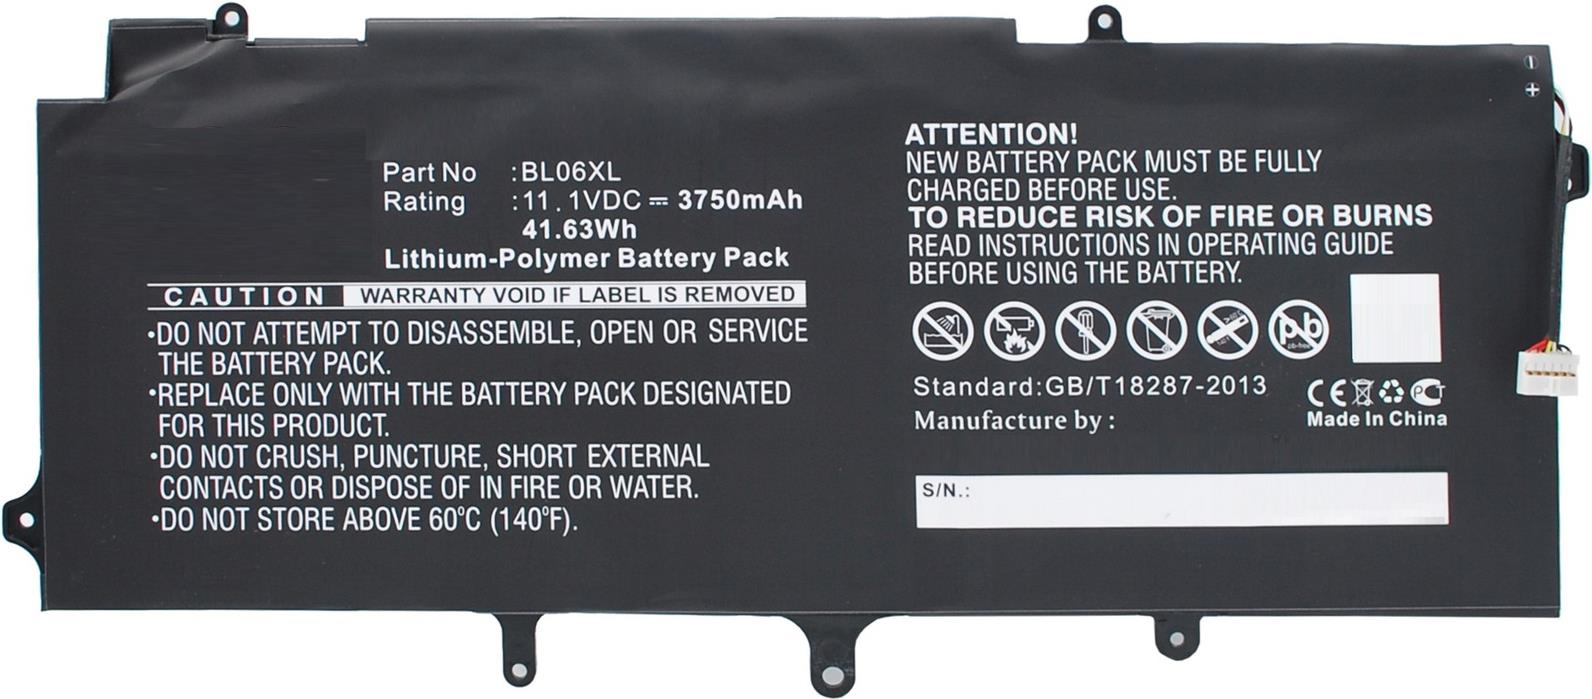 Part No :BL06XL
Rating :11.1VDC ⎓ 3750mAh
41.63Wh
Lithium-Polymer Battery Pack
CAUTION WARRANTY VOID IF LABEL IS REMOVED
•DO NOT ATTEMPT TO DISASSEMBLE, OPEN OR SERVICE
THE BATTERY PACK.
•REPLACE ONLY WITH THE BATTERY PACK DESIGNATED
FOR THIS PRODUCT.
•DO NOT CRUSH, PUNCTURE, SHORT EXTERNAL
CONTACTS OR DISPOSE OF IN FIRE OR WATER.
•DO NOT STORE ABOVE 60°C (140°F).
- 
+
ATTENTION!
NEW BATTERY PACK MUST BE FULLY
CHARGED BEFORE USE.
TO REDUCE RISK OF FIRE OR BURNS
READ INSTRUCTIONS IN OPERATING GUIDE
BEFORE USING THE BATTERY.
pb
pb-free
Standard:GB/T18287-2013
CE
Manufacture by :
Made In China
S/N.: